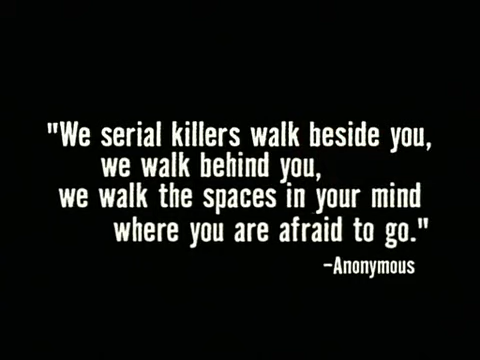 "We serial killers walk beside you,
we walk behind you,
we walk the spaces in your mind
where you are afraid to go."
–Anonymous